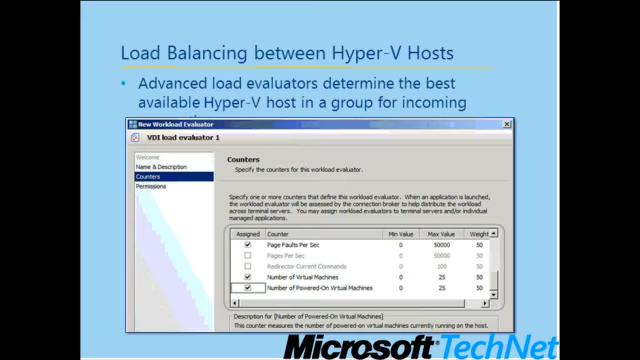 Load Balancing between Hyper-V Hosts
• Advanced load evaluators determine the best
available Hyper-V host in a group for incoming
New Workload Evaluator
VDI load evaluator 1
Welcome
Name & Description
Counters
Permissions
Counters
Specify the counters for this workload evaluator.
Specify one or more counters that define this workload evaluator. When an application is launched,
the workload evaluator will be assessed by the connection broker to help distribute the workload
across terminal servers. You may assign workload evaluators to terminal servers and/or individual
managed applications.
Assigned Counter Min Value Max Value Weight
Page Faults Per Sec 0 50000 50
Pages Per Sec 0 50000 50
Redirector Current Commands 0 100 50
Number of Virtual Machines 0 25 50
Number of Powered-On Virtual Machines 0 25 50
Description for [Number of Powered-On Virtual Machines]
This counter measures the number of powered-on virtual machines currently running on the host.
Microsoft® TechNet